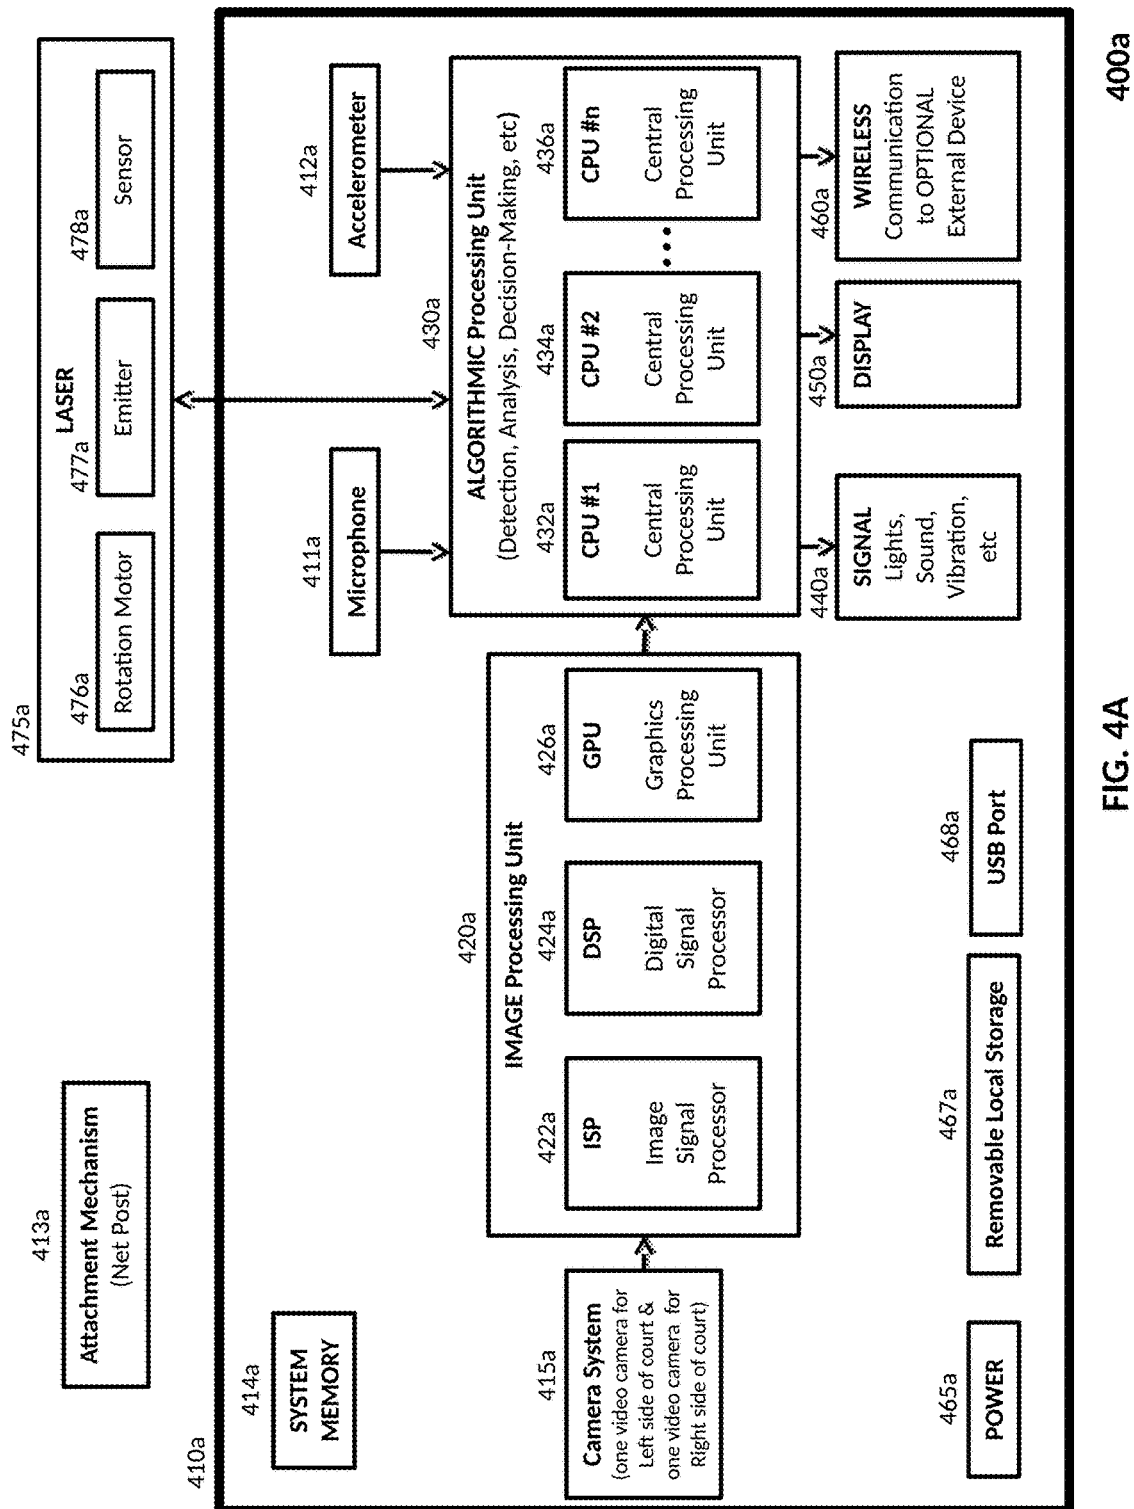 475a
LASER
476a
Rotation Motor
477a
Emitter
478a
Sensor
413a
Attachment Mechanism
(Net Post)
410a
414a
SYSTEM
MEMORY
411a
Microphone
412a
Accelerometer
415a
Camera System
(one video camera for
Left side of court &
one video camera for
Right side of court)
420a
IMAGE Processing Unit
422a
ISP
Image
Signal
Processor
424a
DSP
Digital
Signal
Processor
426a
GPU
Graphics
Processing
Unit
430a
ALGORITHMIC Processing Unit
(Detection, Analysis, Decision-Making, etc)
432a
CPU #1
Central
Processing
Unit
434a
CPU #2
Central
Processing
Unit
...
436a
CPU #n
Central
Processing
Unit
440a
SIGNAL
Lights,
Sound,
Vibration,
etc
450a
DISPLAY
460a
WIRELESS
Communication
to OPTIONAL
External Device
465a
POWER
467a
Removable Local Storage
468a
USB Port
FIG. 4A
400a